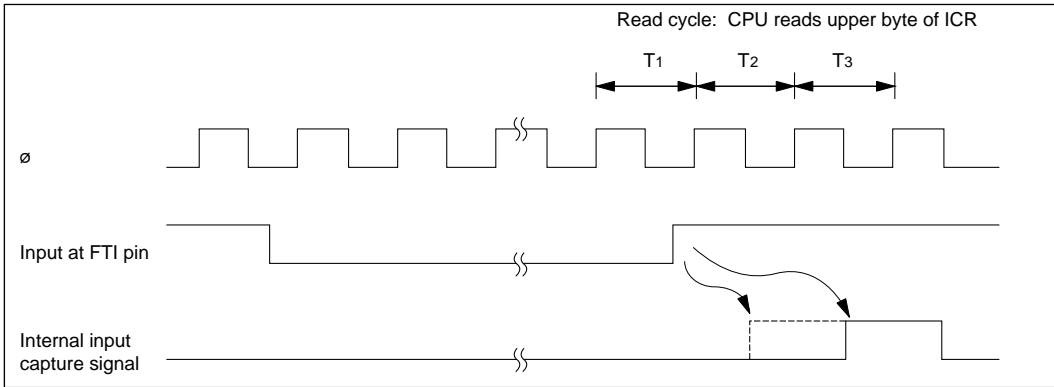 Read cycle: CPU reads upper byte of ICR
T1
T2
T3
ø
Input at FTI pin
Internal input
capture signal